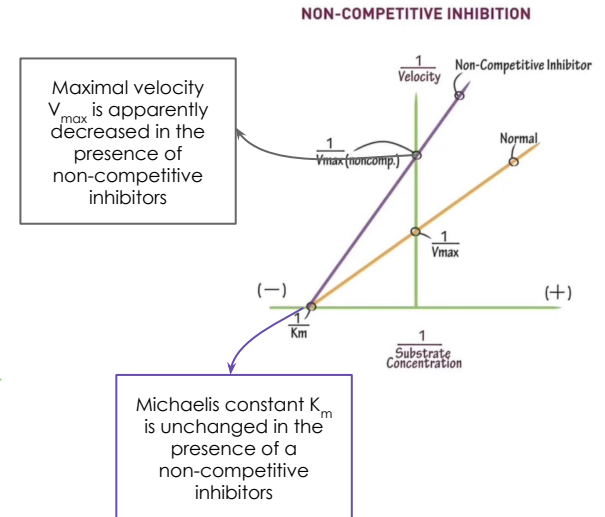 NON-COMPETITIVE INHIBITION
1
Velocity
Non-Competitive Inhibitor
Maximal velocity
Vmax is apparently
decreased in the
presence of
non-competitive
inhibitors
1
Vmax(noncomp.)
Normal
1
Vmax
(—)
(+)
1
Km
1
Substrate
Concentration
Michaelis constant Km
is unchanged in the
presence of a
non-competitive
inhibitors